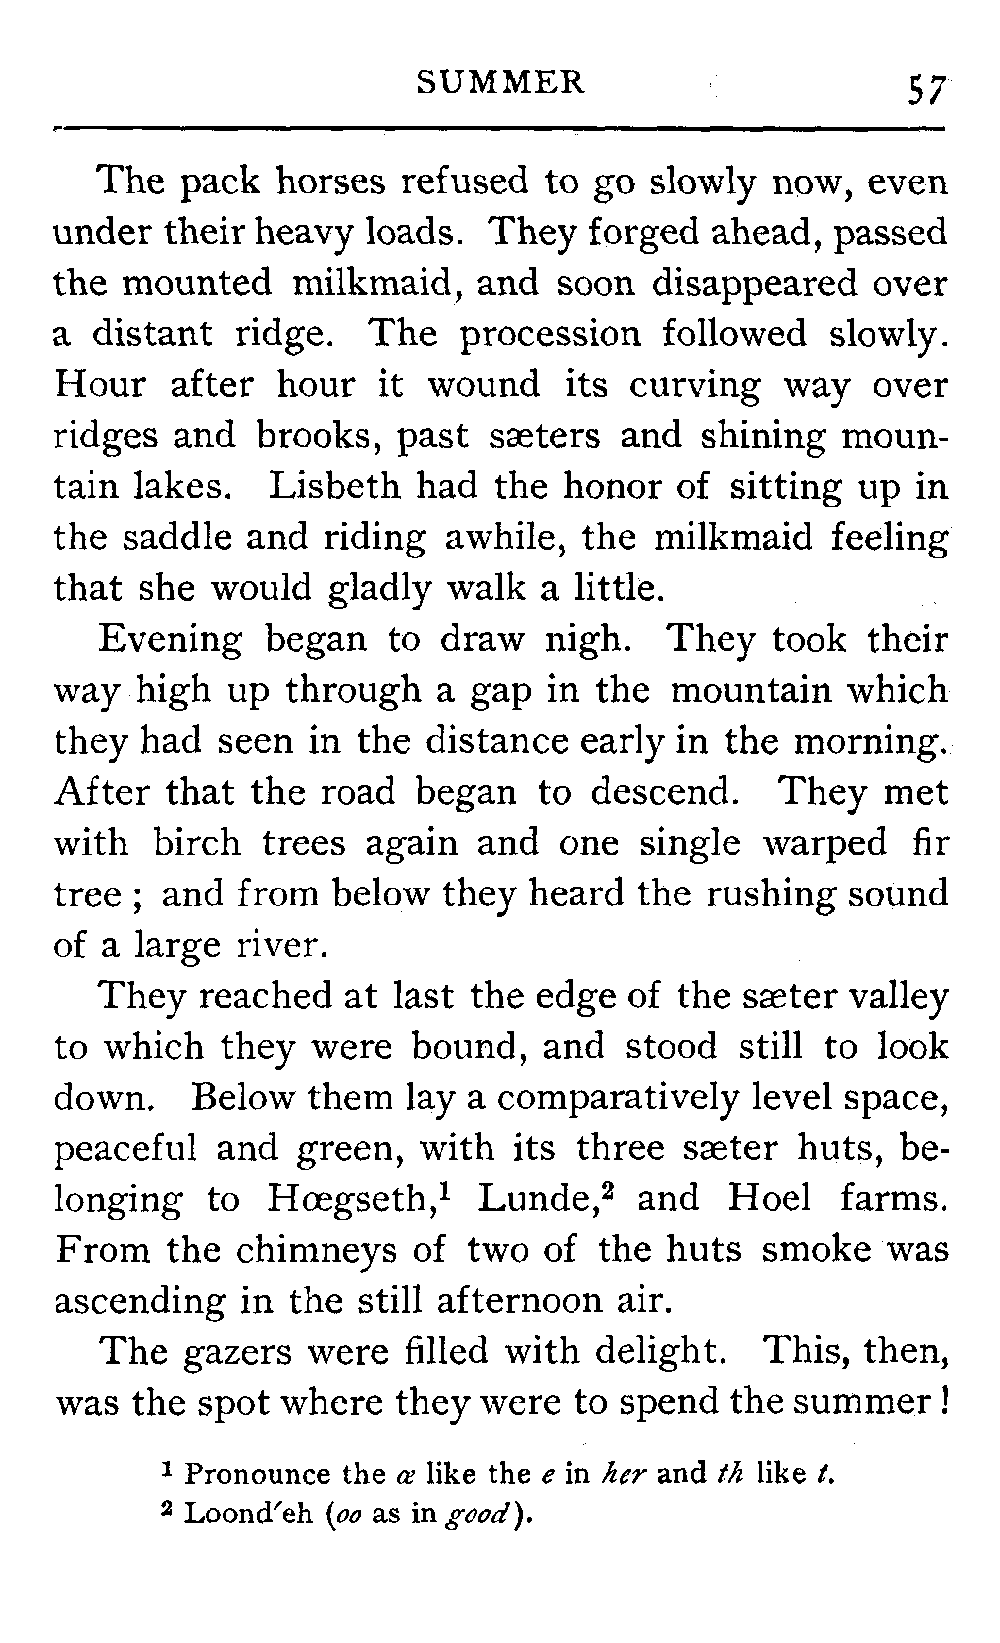 SUMMER 57
The pack horses refused to go slowly now, even
under their heavy loads. They forged ahead, passed
the mounted milkmaid, and soon disappeared over
a distant ridge. The procession followed slowly.
Hour after hour it wound its curving way over
ridges and brooks, past sæters and shining moun-
tain lakes. Lisbeth had the honor of sitting up in
the saddle and riding awhile, the milkmaid feeling
that she would gladly walk a little.
Evening began to draw nigh. They took their
way high up through a gap in the mountain which
they had seen in the distance early in the morning.
After that the road began to descend. They met
with birch trees again and one single warped fir
tree ; and from below they heard the rushing sound
of a large river.
They reached at last the edge of the sæter valley
to which they were bound, and stood still to look
down. Below them lay a comparatively level space,
peaceful and green, with its three sæter huts, be-
longing to Hœgseth,¹ Lunde,² and Hoel farms.
From the chimneys of two of the huts smoke was
ascending in the still afternoon air.
The gazers were filled with delight. This, then,
was the spot where they were to spend the summer !
¹ Pronounce the œ like the e in her and th like t.
² Loond′eh (oo as in good).